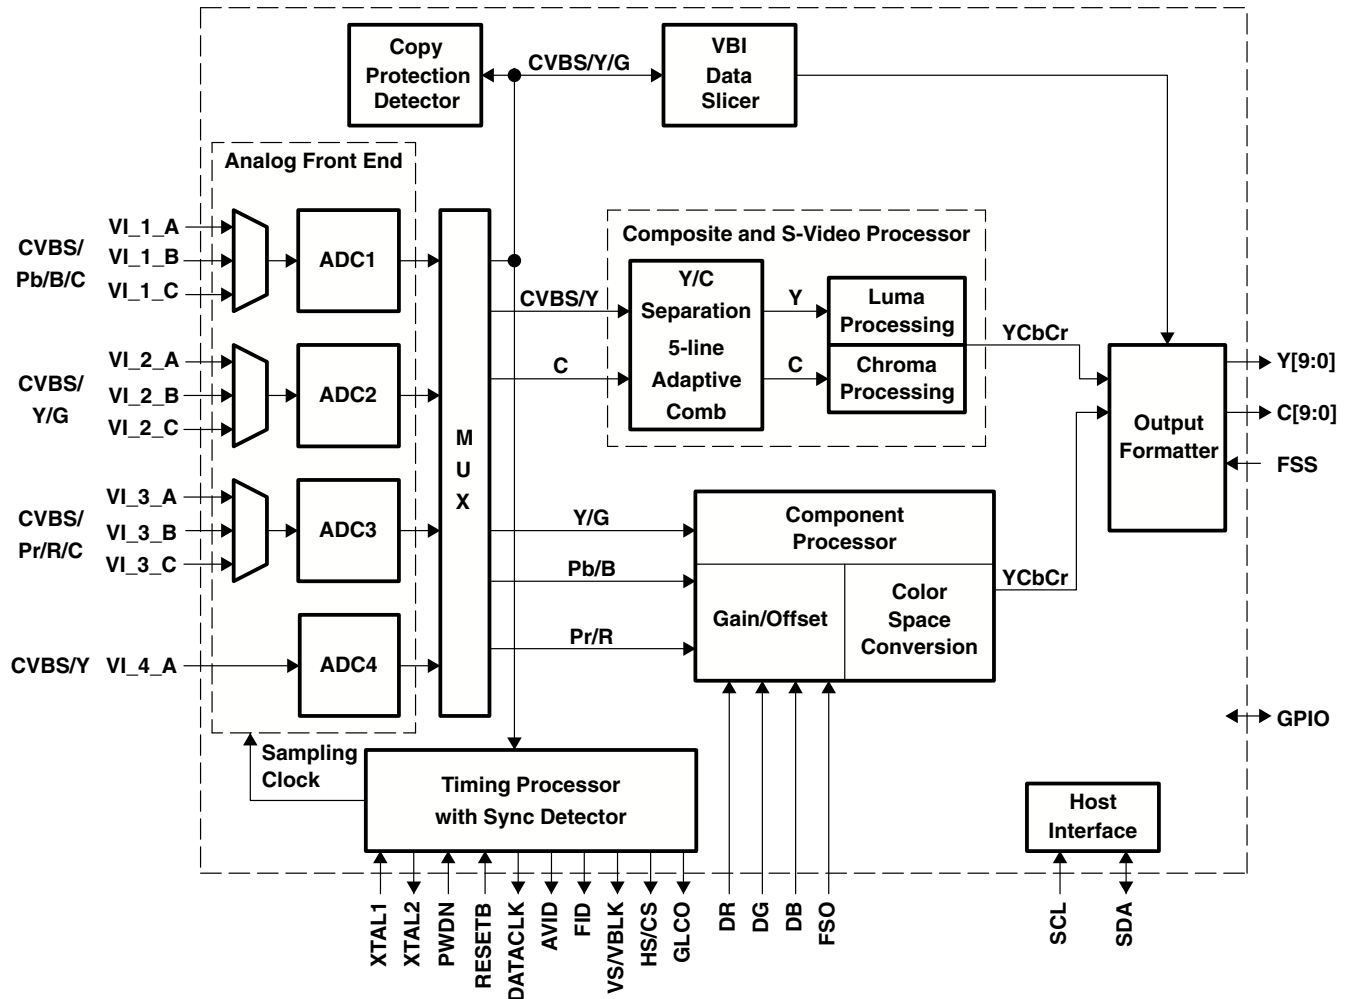 Copy
Protection
Detector
CVBS/Y/G
VBI
Data
Slicer
Analog Front End
CVBS/
Pb/B/C
VI_1_A
VI_1_B
VI_1_C
ADC1
CVBS/
Y/G
VI_2_A
VI_2_B
VI_2_C
ADC2
CVBS/
Pr/R/C
VI_3_A
VI_3_B
VI_3_C
ADC3
CVBS/Y
VI_4_A
ADC4
M
U
X
Composite and S-Video Processor
CVBS/Y
C
Y/C
Separation
5-line
Adaptive
Comb
Y
C
Luma
Processing
Chroma
Processing
YCbCr
Y/G
Pb/B
Pr/R
Component
Processor
Gain/Offset
Color
Space
Conversion
YCbCr
Output
Formatter
Y[9:0]
C[9:0]
FSS
GPIO
Sampling
Clock
Timing Processor
with Sync Detector
Host
Interface
XTAL1
XTAL2
PWDN
RESETB
DATACLK
AVID
FID
VS/VBLK
HS/CS
GLCO
DR
DG
DB
FSO
SCL
SDA